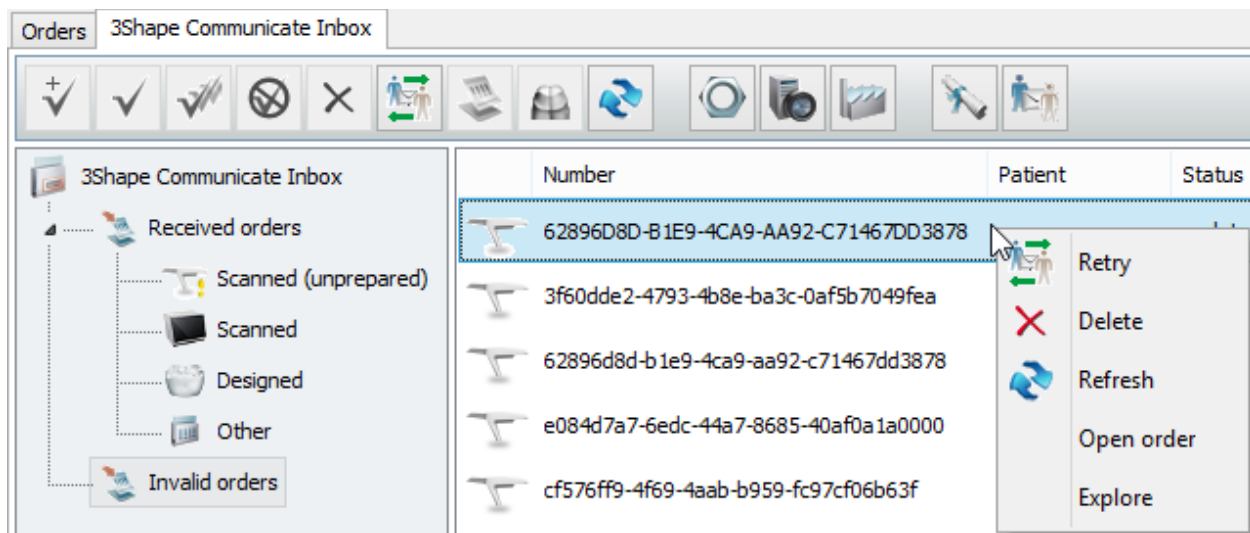 Orders 3Shape Communicate Inbox
3Shape Communicate Inbox
Received orders
Scanned (unprepared)
Scanned
Designed
Other
Invalid orders
Number Patient Status
62896D8D-B1E9-4CA9-AA92-C71467DD3878
3f60dde2-4793-4b8e-ba3c-0af5b7049fea
62896d8d-b1e9-4ca9-aa92-c71467dd3878
e084d7a7-6edc-44a7-8685-40af0a1a0000
cf576ff9-4f69-4aab-b959-fc97cf06b63f
Retry
Delete
Refresh
Open order
Explore